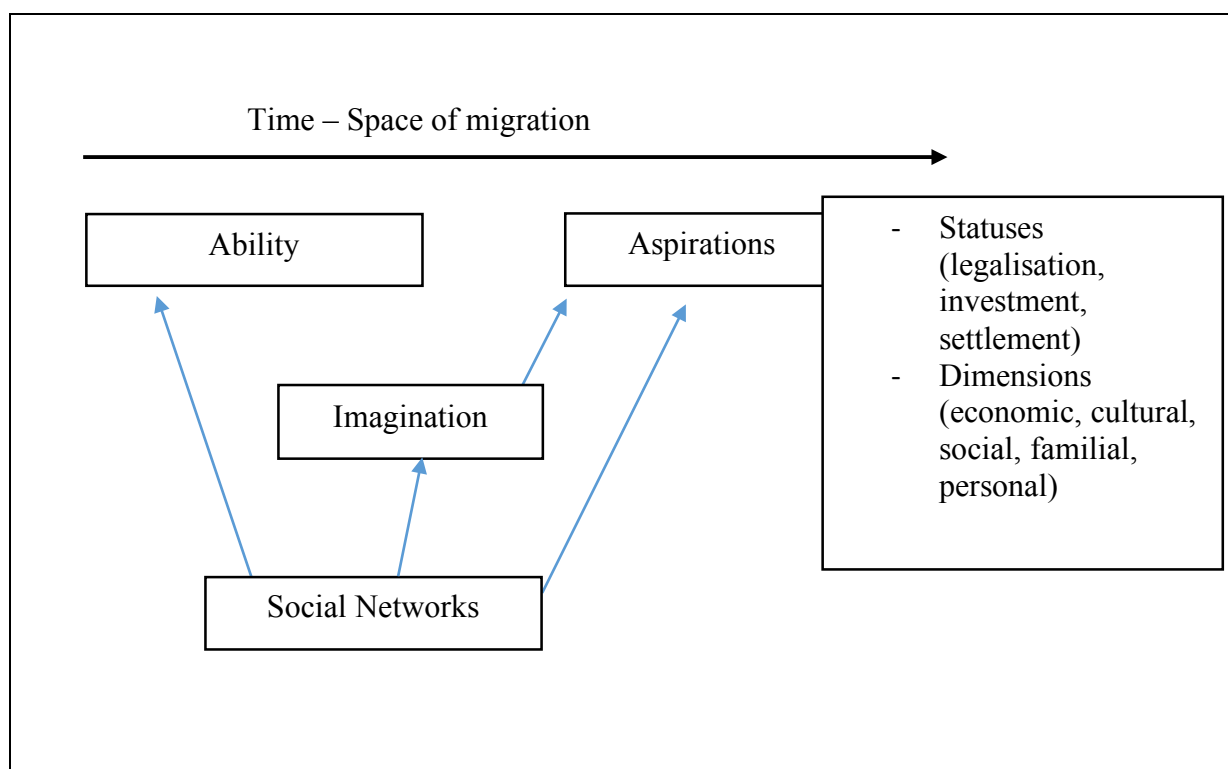 Time – Space of migration
Ability
Aspirations
- Statuses
(legalisation,
investment,
settlement)
- Dimensions
(economic, cultural,
social, familial,
personal)
Imagination
Social Networks